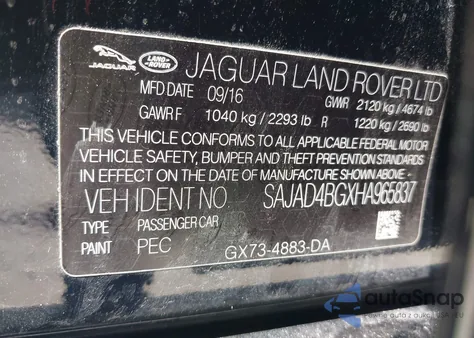 JAGUAR LAND ROVER JAGUAR LAND ROVER LTD
MFD DATE 09/16 GVWR 2120 kg / 4674 lb
GAWR F 1040 kg / 2293 lb R 1220 kg / 2690 lb
THIS VEHICLE CONFORMS TO ALL APPLICABLE FEDERAL MOTOR
VEHICLE SAFETY, BUMPER AND THEFT PREVENTION STANDARDS
IN EFFECT ON THE DATE OF MANUFACTURE SHOWN ABOVE.
VEH IDENT NO. SAJAD4BGXHA965837
TYPE PASSENGER CAR
PAINT PEC GX73-4883-DA
autoSnap